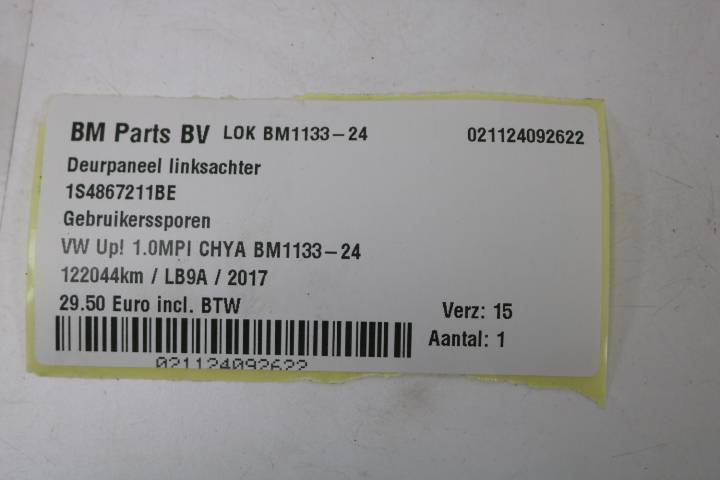 BM Parts BV LOK BM1133-24 021124092622
Deurpaneel linksachter
1S4867211BE
Gebruikerssporen
VW Up! 1.0MPI CHYA BM1133-24
122044km / LB9A / 2017
29.50 Euro incl. BTW
Verz: 15
Aantal: 1
021124092622